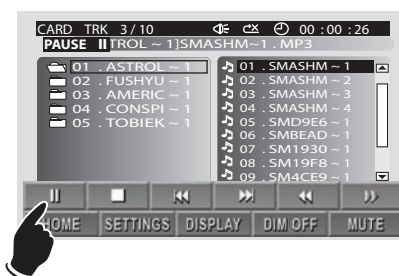 CARD TRK 3/10 00 : 00 : 26
PAUSE TROL ~ 1]SMASHM~1 . MP3
01 . ASTROL ~ 1
02 . FUSHYU ~ 1
03 . AMERIC ~ 1
04 . CONSPI ~ 1
05 . TOBIEK ~ 1
01 . SMASHM ~ 1
02 . SMASHM ~ 2
03 . SMASHM ~ 3
04 . SMASHM ~ 4
05 . SMD9E6 ~ 1
06 . SMBEAD ~ 1
07 . SM1930 ~ 1
08 . SM19F8 ~ 1
09 . SM4CE9 ~ 1
HOME SETTINGS DISPLAY DIM OFF MUTE